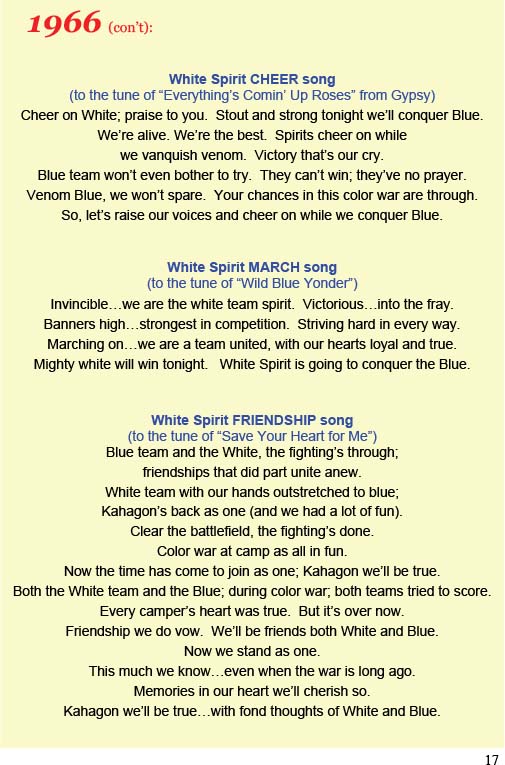 1966 (con’t):
White Spirit CHEER song
(to the tune of “Everything’s Comin’ Up Roses” from Gypsy)
Cheer on White; praise to you.  Stout and strong tonight we’ll conquer Blue.
We’re alive. We’re the best.  Spirits cheer on while
we vanquish venom.  Victory that’s our cry.
Blue team won’t even bother to try.  They can’t win; they’ve no prayer.
Venom Blue, we won’t spare.  Your chances in this color war are through.
So, let’s raise our voices and cheer on while we conquer Blue.
White Spirit MARCH song
(to the tune of “Wild Blue Yonder”)
Invincible…we are the white team spirit.  Victorious…into the fray.
Banners high…strongest in competition.  Striving hard in every way.
Marching on…we are a team united, with our hearts loyal and true.
Mighty white will win tonight.   White Spirit is going to conquer the Blue.
White Spirit FRIENDSHIP song
(to the tune of “Save Your Heart for Me”)
Blue team and the White, the fighting’s through;
friendships that did part unite anew.
White team with our hands outstretched to blue;
Kahagon’s back as one (and we had a lot of fun).
Clear the battlefield, the fighting’s done.
Color war at camp as all in fun.
Now the time has come to join as one; Kahagon we’ll be true.
Both the White team and the Blue; during color war; both teams tried to score.
Every camper’s heart was true.  But it’s over now.
Friendship we do vow.  We’ll be friends both White and Blue.
Now we stand as one.
This much we know…even when the war is long ago.
Memories in our heart we’ll cherish so.
Kahagon we’ll be true…with fond thoughts of White and Blue.
17